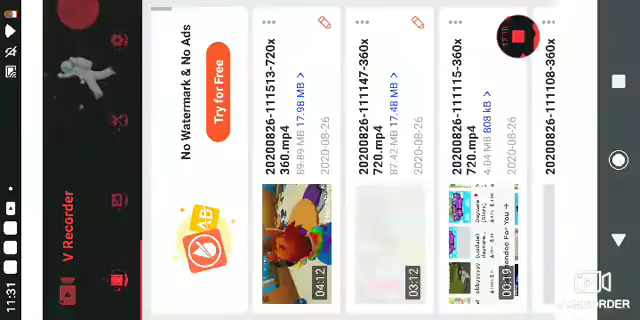 11:31
V Recorder
No Watermark & No Ads
Try for Free
AD
20200826-111513-720x
360.mp4
89.89 MB 17.98 MB >
2020-08-26
04:12
20200826-111147-360x
720.mp4
87.42 MB 17.48 MB >
2020-08-26
03:12
20200826-111115-360x
720.mp4
4.04 MB 808 kB >
2020-08-26
00:19
20200826-111108-360x
V RECORDER